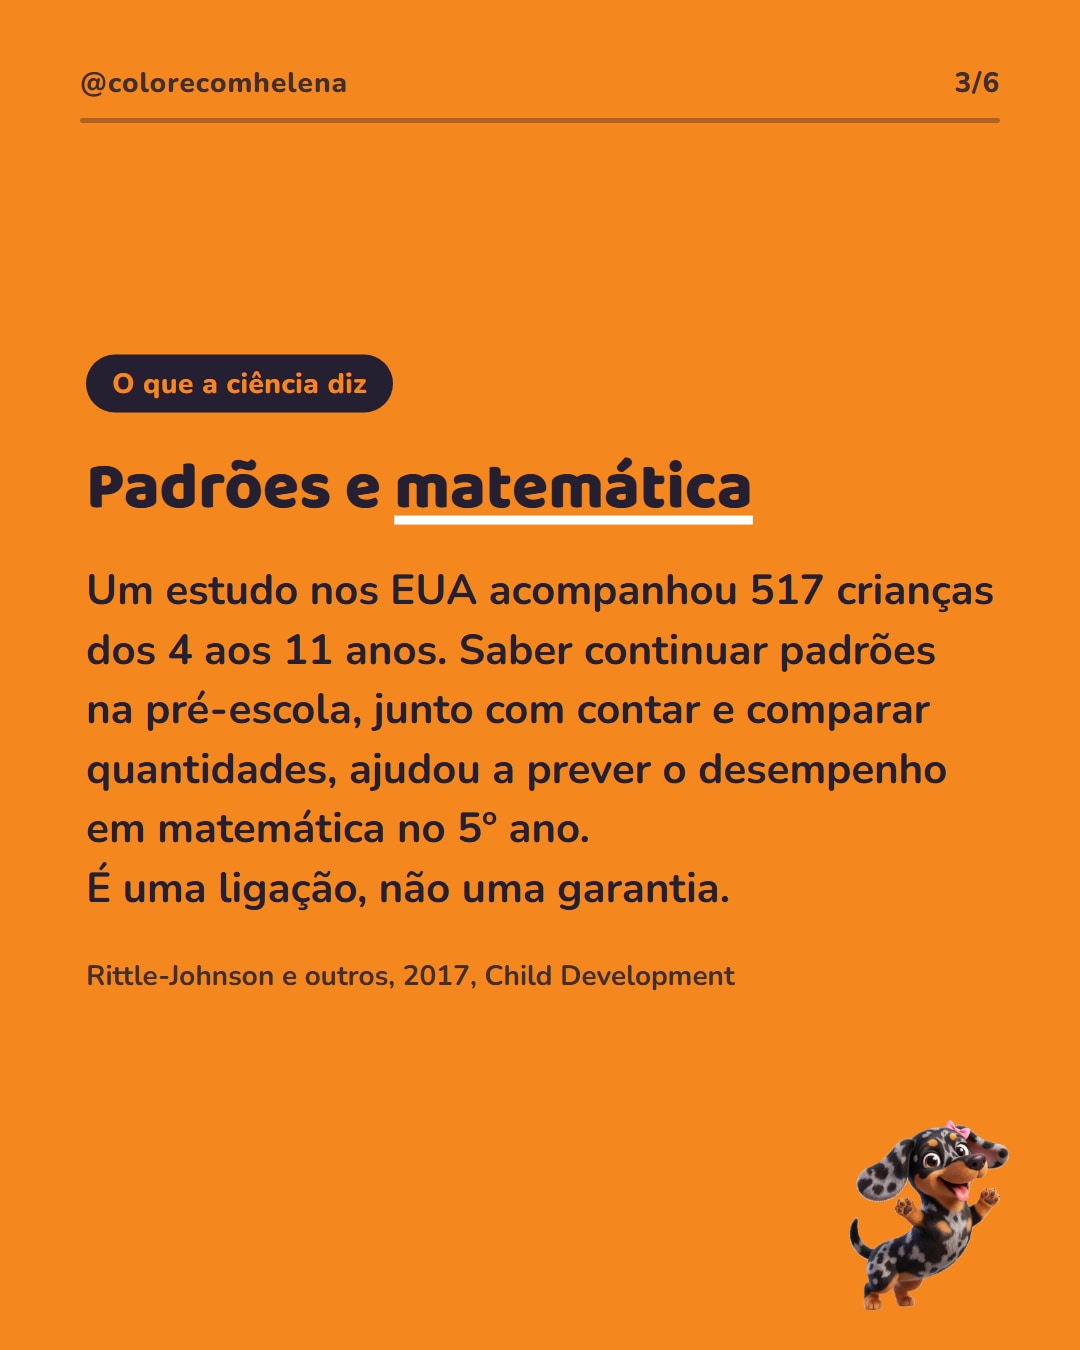 @colorecomhelena
3/6
O que a ciência diz
Padrões e matemática
Um estudo nos EUA acompanhou 517 crianças
dos 4 aos 11 anos. Saber continuar padrões
na pré-escola, junto com contar e comparar
quantidades, ajudou a prever o desempenho
em matemática no 5º ano.
É uma ligação, não uma garantia.
Rittle-Johnson e outros, 2017, Child Development